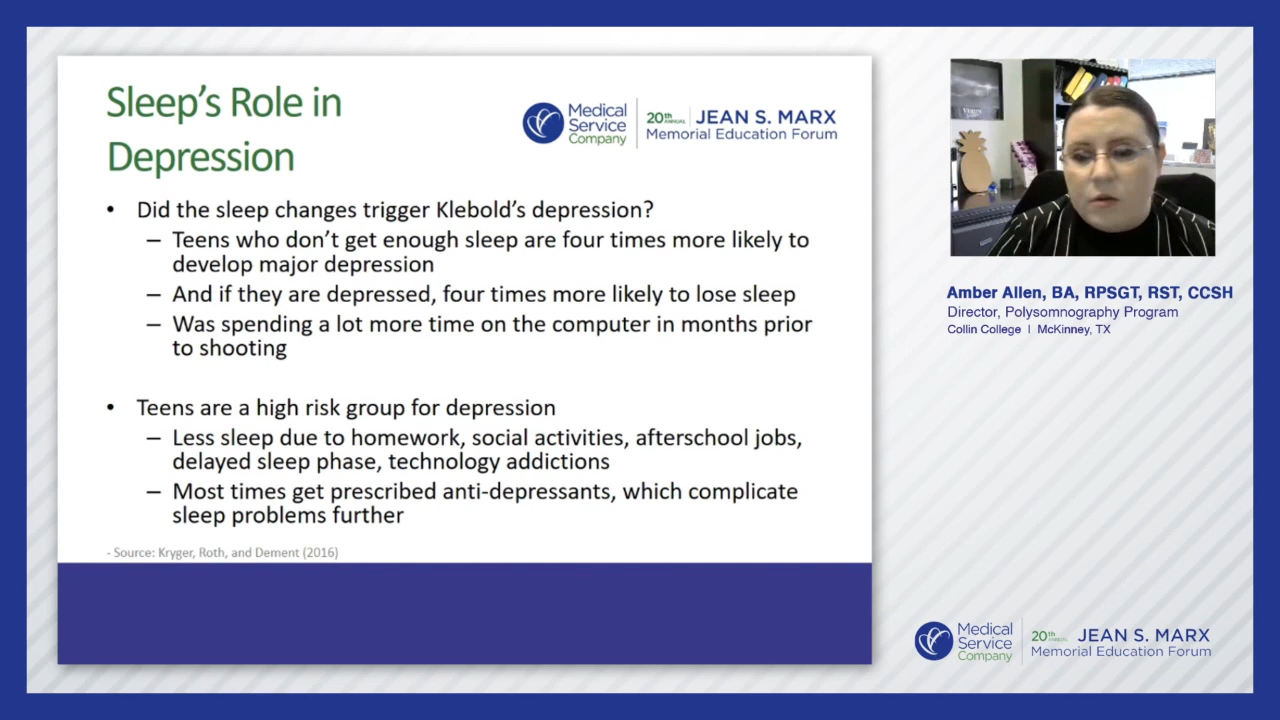 Sleep's Role in
Depression
Medical
Service
Company
20th ANNUAL
JEAN S. MARX
Memorial Education Forum
• Did the sleep changes trigger Klebold's depression?
– Teens who don't get enough sleep are four times more likely to
develop major depression
– And if they are depressed, four times more likely to lose sleep
– Was spending a lot more time on the computer in months prior
to shooting
• Teens are a high risk group for depression
– Less sleep due to homework, social activities, afterschool jobs,
delayed sleep phase, technology addictions
– Most times get prescribed anti-depressants, which complicate
sleep problems further
- Source: Kryger, Roth, and Dement (2016)
Amber Allen, BA, RPSGT, RST, CCSH
Director, Polysomnography Program
Collin College | McKinney, TX
Medical
Service
Company
20th ANNUAL
JEAN S. MARX
Memorial Education Forum